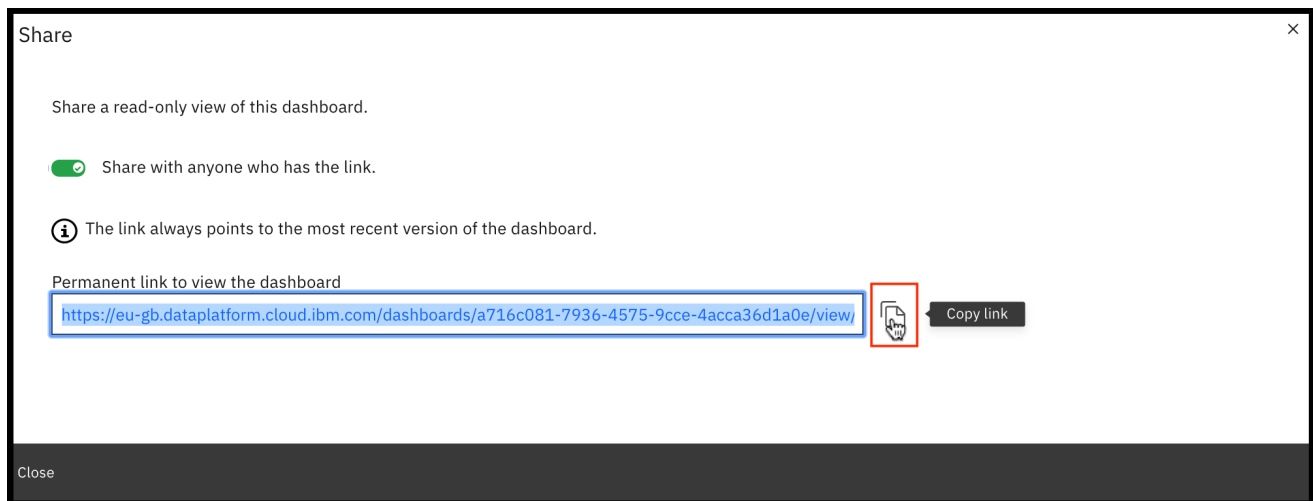 Share
Share a read-only view of this dashboard.
Share with anyone who has the link.
The link always points to the most recent version of the dashboard.
Permanent link to view the dashboard
https://eu-gb.dataplatform.cloud.ibm.com/dashboards/a716c081-7936-4575-9cce-4acca36d1a0e/view/
Copy link
Close